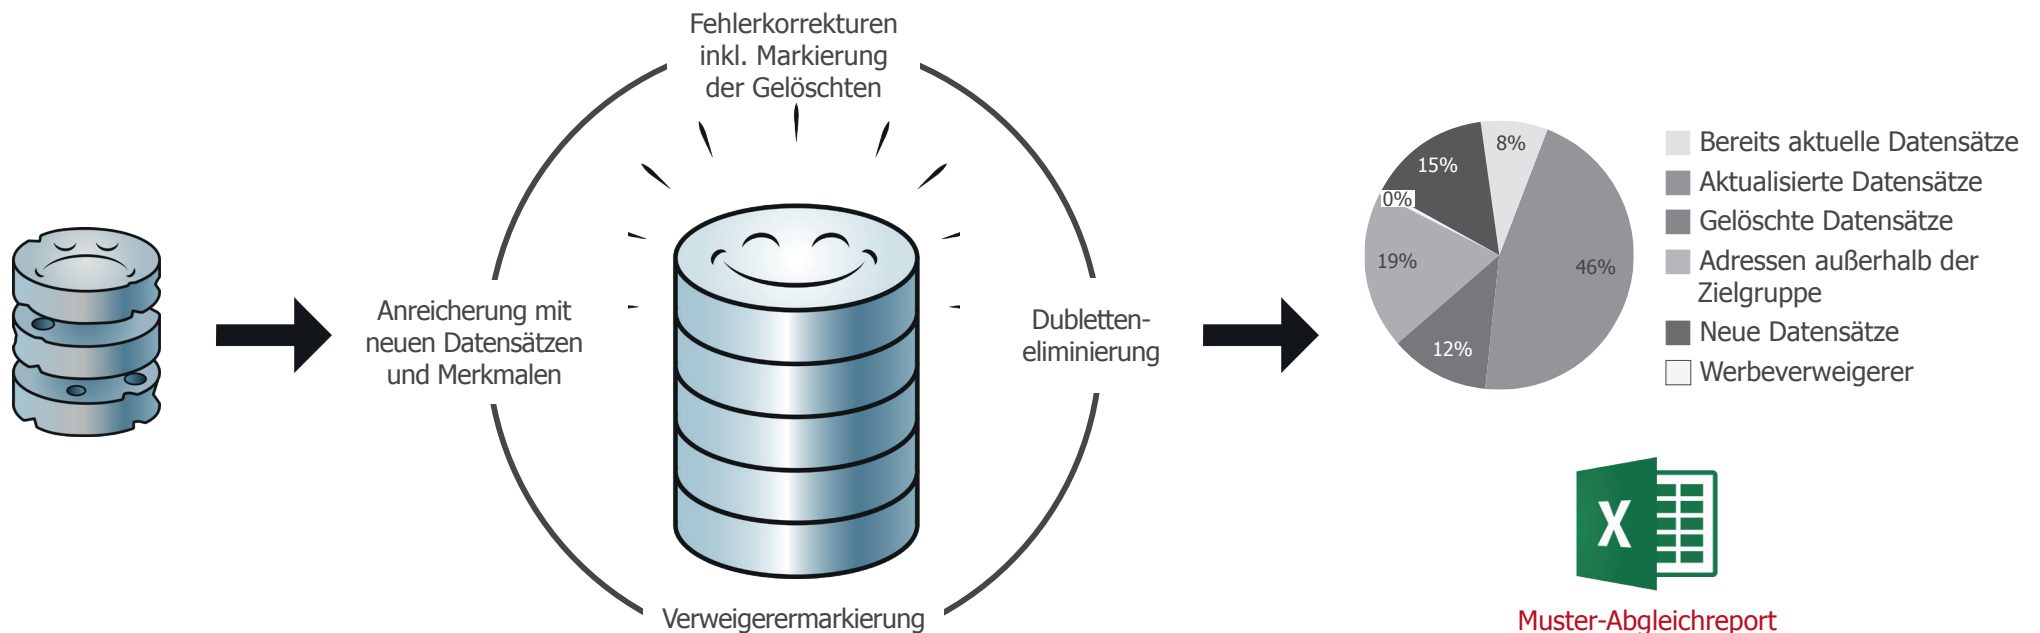 Fehlerkorrekturen
inkl. Markierung
der Gelöschten
Anreicherung mit
neuen Datensätzen
und Merkmalen
Dubletten-
eliminierung
Verweigerermarkierung
8%
46%
12%
19%
0%
15%
Bereits aktuelle Datensätze
Aktualisierte Datensätze
Gelöschte Datensätze
Adressen außerhalb der
Zielgruppe
Neue Datensätze
Werbeverweigerer
X
Muster-Abgleichreport